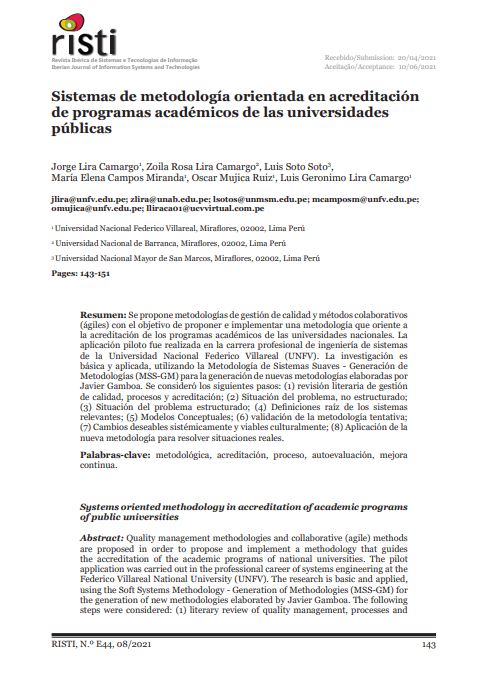 risti
Revista Ibérica de Sistemas e Tecnologias de Informação
Iberian Journal of Information Systems and Technologies
Recebido/Submission: 20/04/2021
Aceitação/Acceptance: 10/06/2021
Sistemas de metodología orientada en acreditación
de programas académicos de las universidades
públicas
Jorge Lira Camargo¹, Zoila Rosa Lira Camargo², Luis Soto Soto³,
María Elena Campos Miranda¹, Oscar Mujica Ruiz¹, Luis Geronimo Lira Camargo¹
jlira@unfv.edu.pe; zlira@unab.edu.pe; lsotos@unmsm.edu.pe; mcamposm@unfv.edu.pe;
omujica@unfv.edu.pe; lliraca01@ucvvirtual.com.pe
¹ Universidad Nacional Federico Villareal, Miraflores, 02002, Lima Perú
² Universidad Nacional de Barranca, Miraflores, 02002, Lima Perú
³ Universidad Nacional Mayor de San Marcos, Miraflores, 02002, Lima Perú
Pages: 143-151
Resumen: Se propone metodologías de gestión de calidad y métodos colaborativos
(ágiles) con el objetivo de proponer e implementar una metodología que oriente a
la acreditación de los programas académicos de las universidades nacionales. La
aplicación piloto fue realizada en la carrera profesional de ingeniería de sistemas
de la Universidad Nacional Federico Villareal (UNFV). La investigación es
básica y aplicada, utilizando la Metodología de Sistemas Suaves - Generación de
Metodologías (MSS-GM) para la generación de nuevas metodologías elaboradas por
Javier Gamboa. Se consideró los siguientes pasos: (1) revisión literaria de gestión
de calidad, procesos y acreditación; (2) Situación del problema, no estructurado;
(3) Situación del problema estructurado; (4) Definiciones raíz de los sistemas
relevantes; (5) Modelos Conceptuales; (6) validación de la metodología tentativa;
(7) Cambios deseables sistémicamente y viables culturalmente; (8) Aplicación de la
nueva metodología para resolver situaciones reales.
Palabras-clave: metodológica, acreditación, proceso, autoevaluación, mejora
continua.
Systems oriented methodology in accreditation of academic programs
of public universities
Abstract: Quality management methodologies and collaborative (agile) methods
are proposed in order to propose and implement a methodology that guides
the accreditation of the academic programs of national universities. The pilot
application was carried out in the professional career of systems engineering at the
Federico Villarreal National University (UNFV). The research is basic and applied,
using the Soft Systems Methodology - Generation of Methodologies (MSS-GM) for
the generation of new methodologies elaborated by Javier Gamboa. The following
steps were considered: (1) literary review of quality management, processes and
RISTI, N.º E44, 08/2021
143